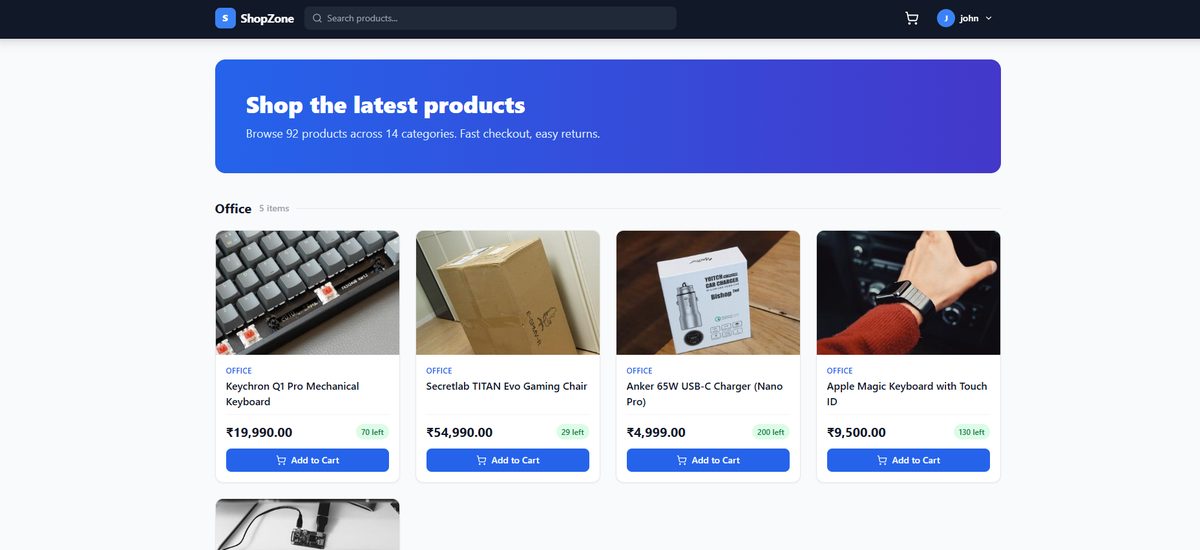 S ShopZone
Search products...
J john
Shop the latest products
Browse 92 products across 14 categories. Fast checkout, easy returns.
Office 5 items
OFFICE
Keychron Q1 Pro Mechanical
Keyboard
₹19,990.00
70 left
Add to Cart
OFFICE
Secretlab TITAN Evo Gaming Chair
₹54,990.00
29 left
Add to Cart
CAR CHARGER
Bishop
OFFICE
Anker 65W USB-C Charger (Nano
Pro)
₹4,999.00
200 left
Add to Cart
OFFICE
Apple Magic Keyboard with Touch
ID
₹9,500.00
130 left
Add to Cart